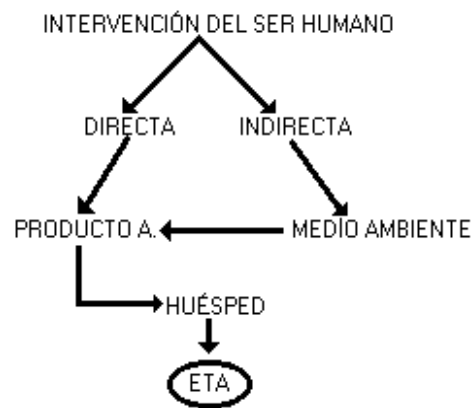 INTERVENCIÓN DEL SER HUMANO
DIRECTA INDIRECTA
PRODUCTO A. MEDIO AMBIENTE
HUÉSPED
ETA